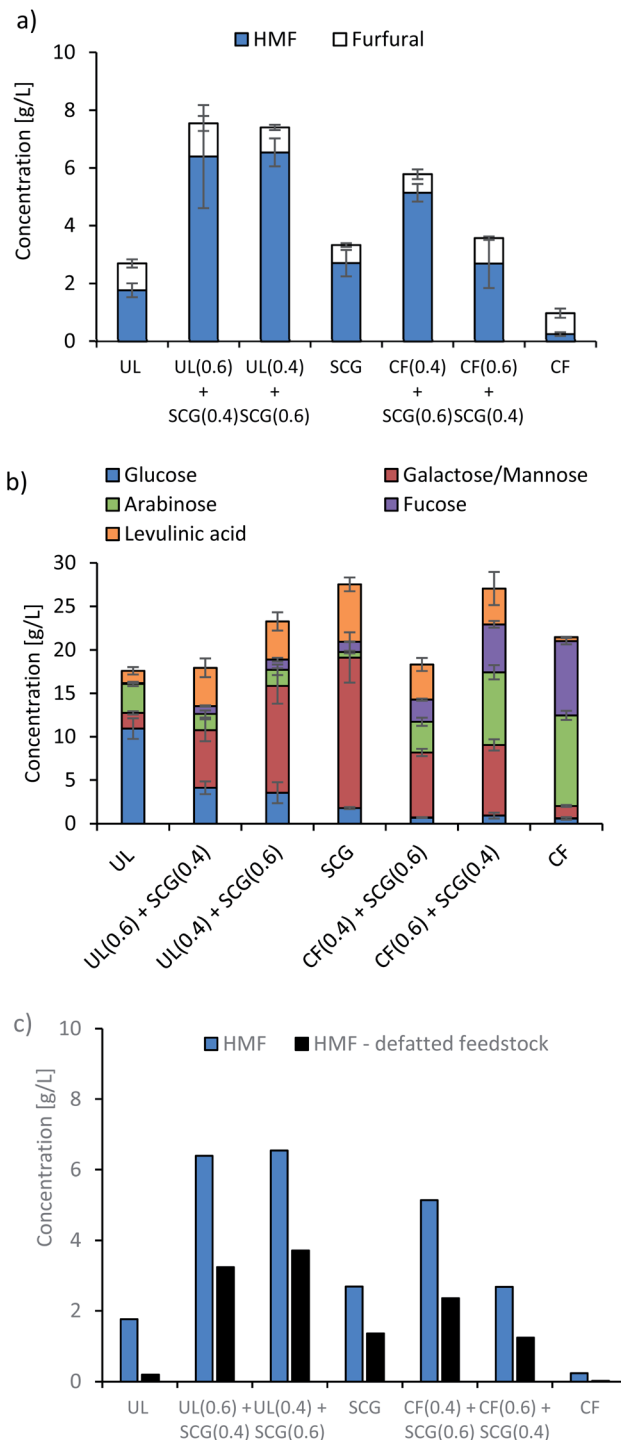 a)
HMF Furfural
Concentration [g/L]
10
8
6
4
2
0
UL UL(0.6) UL(0.4) SCG CF(0.4) CF(0.6) CF
+ + + +
SCG(0.4) SCG(0.6) SCG(0.6) SCG(0.4)
b)
Glucose Galactose/Mannose
Arabinose Fucose
Levulinic acid
Concentration [g/L]
30
25
20
15
10
5
0
UL
UL(0.6) + SCG(0.4)
UL(0.4) + SCG(0.6)
SCG
CF(0.4) + SCG(0.6)
CF(0.6) + SCG(0.4)
CF
c)
HMF HMF - defatted feedstock
Concentration [g/L]
10
8
6
4
2
0
UL UL(0.6) + UL(0.4) + SCG CF(0.4) + CF(0.6) + CF
SCG(0.4) SCG(0.6) SCG(0.6) SCG(0.4)